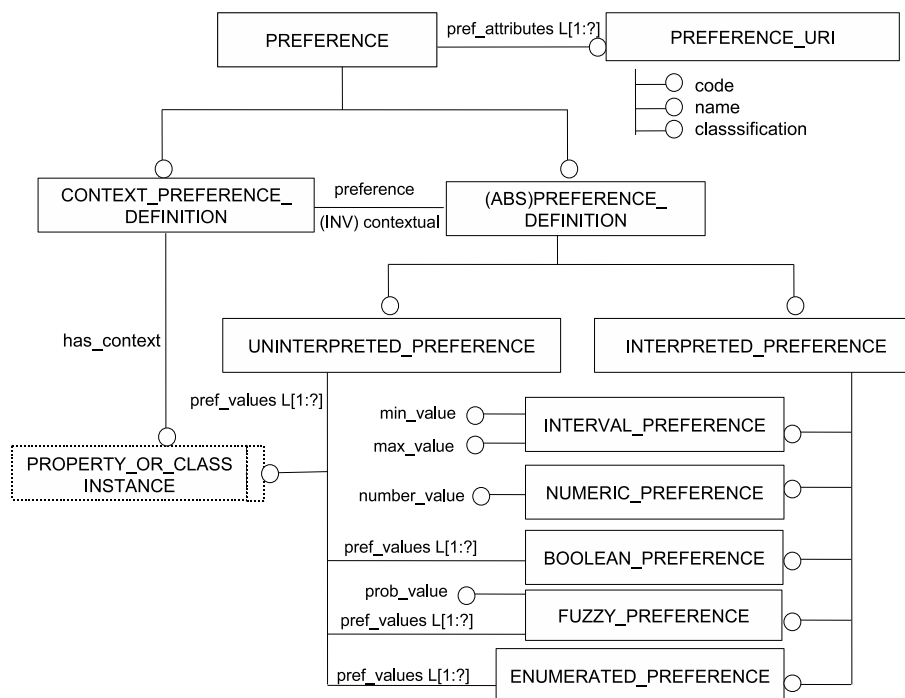 PREFERENCE
pref_attributes L[1:?]
PREFERENCE_URI
code
name
classsification
CONTEXT_PREFERENCE_
DEFINITION
preference
(INV) contextual
(ABS)PREFERENCE_
DEFINITION
has_context
UNINTERPRETED_PREFERENCE
INTERPRETED_PREFERENCE
pref_values L[1:?]
PROPERTY_OR_CLASS
INSTANCE
min_value
max_value
INTERVAL_PREFERENCE
number_value
NUMERIC_PREFERENCE
pref_values L[1:?]
BOOLEAN_PREFERENCE
prob_value
pref_values L[1:?]
FUZZY_PREFERENCE
pref_values L[1:?]
ENUMERATED_PREFERENCE